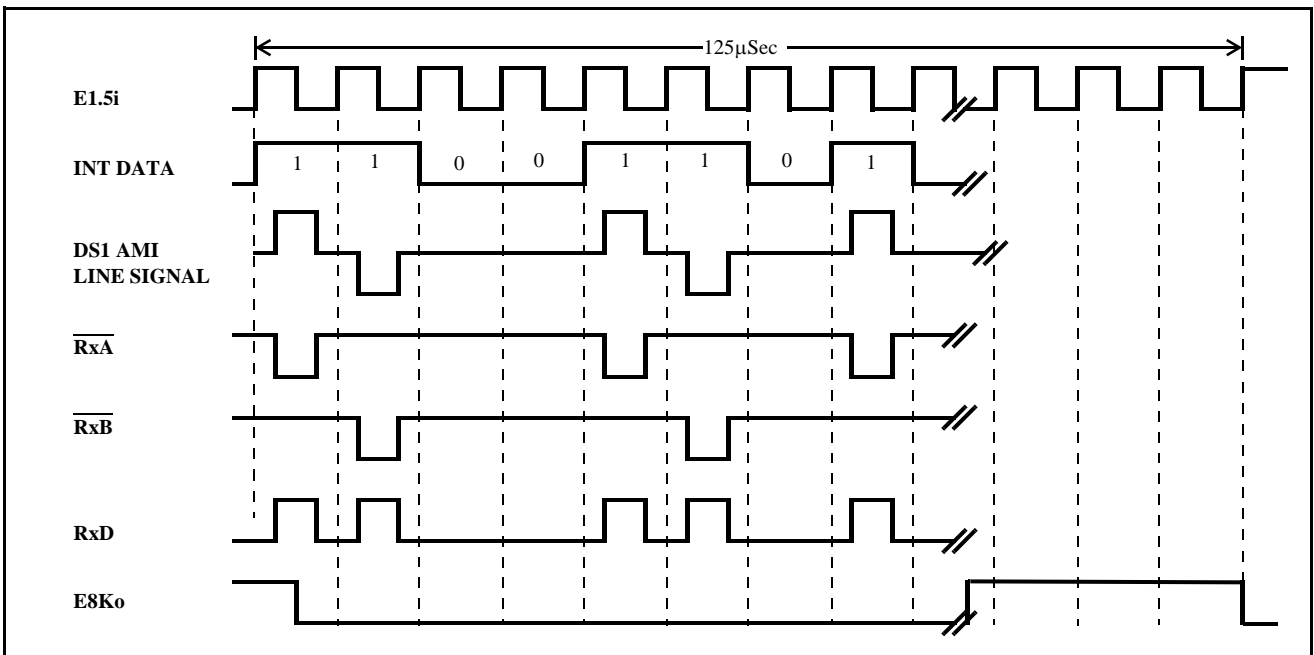 125µSec
E1.5i
INT DATA 1 1 0 0 1 1 0 1
DS1 AMI
LINE SIGNAL
RxA
RxB
RxD
E8Ko